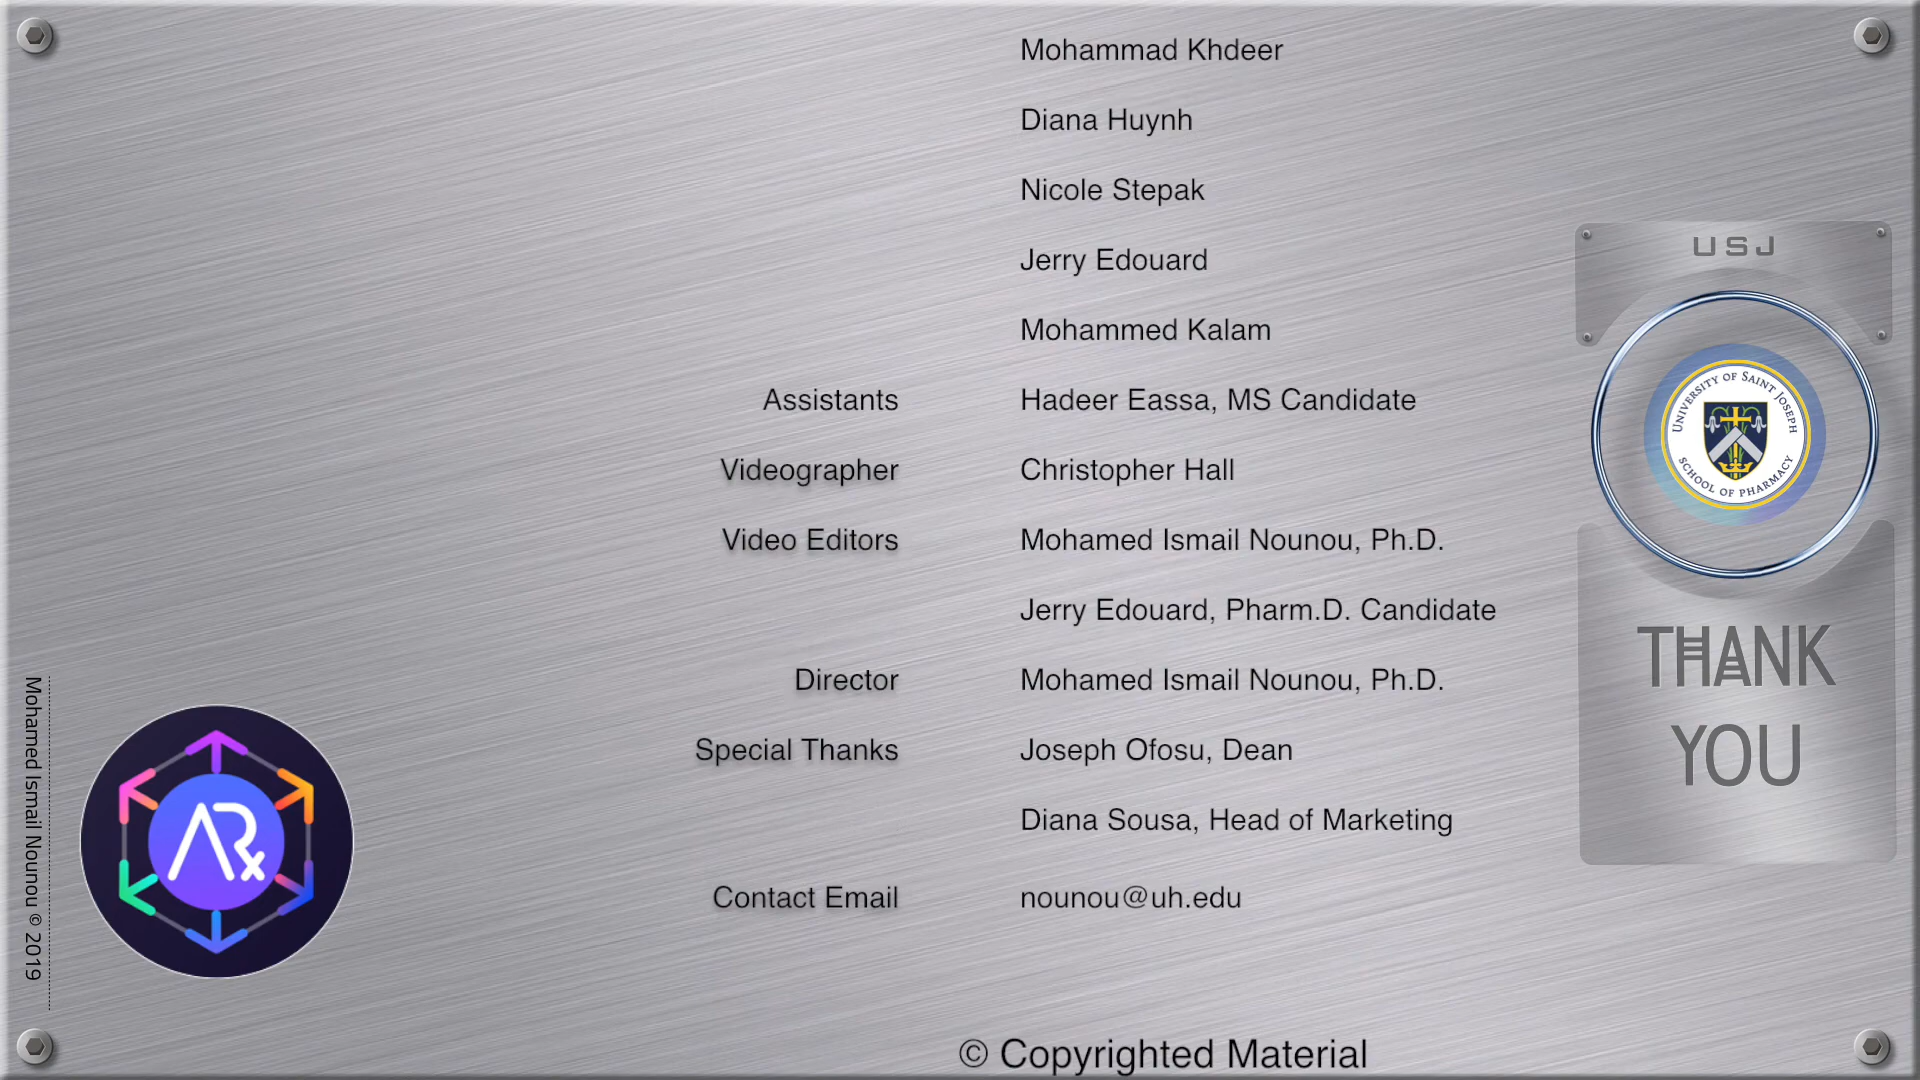 Mohammad Khdeer
Diana Huynh
Nicole Stepak
Jerry Edouard
Mohammed Kalam
Assistants Hadeer Eassa, MS Candidate
Videographer Christopher Hall
Video Editors Mohamed Ismail Nounou, Ph.D.
Jerry Edouard, Pharm.D. Candidate
Director Mohamed Ismail Nounou, Ph.D.
Special Thanks Joseph Ofosu, Dean
Diana Sousa, Head of Marketing
Contact Email nounou@uh.edu
© Copyrighted Material
USJ
UNIVERSITY OF SAINT JOSEPH
SCHOOL OF PHARMACY
THANK
YOU
Mohamed Ismail Nounou © 2019
ARx